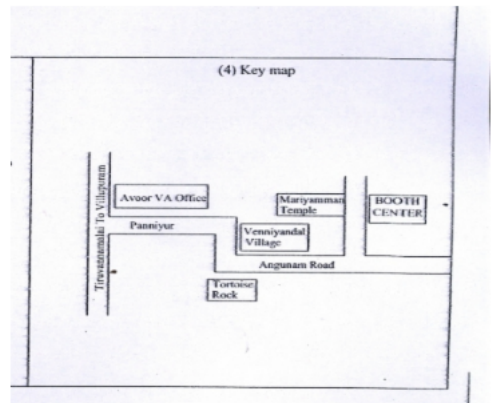 (4) Key map
Tiruvannamalai To Villupuram
Avoor VA Office
Mariyamman
Temple
BOOTH
CENTER
Panniyur
Venniyandal
Village
Angunam Road
Tortoise
Rock